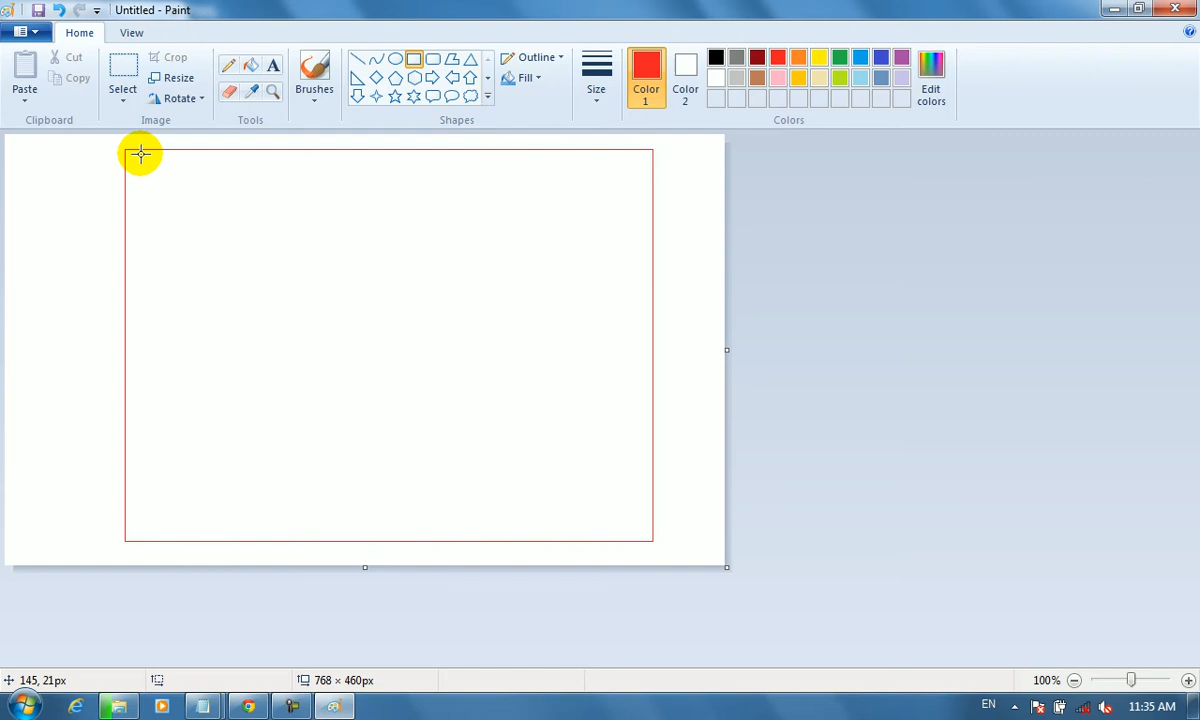 Untitled - Paint
Home View
Paste Cut Copy Select Crop Resize Rotate A Brushes Outline Fill Size Color 1 Color 2 Edit colors
Clipboard Image Tools Shapes Colors
145, 21px 768 × 460px 100%
EN 11:35 AM